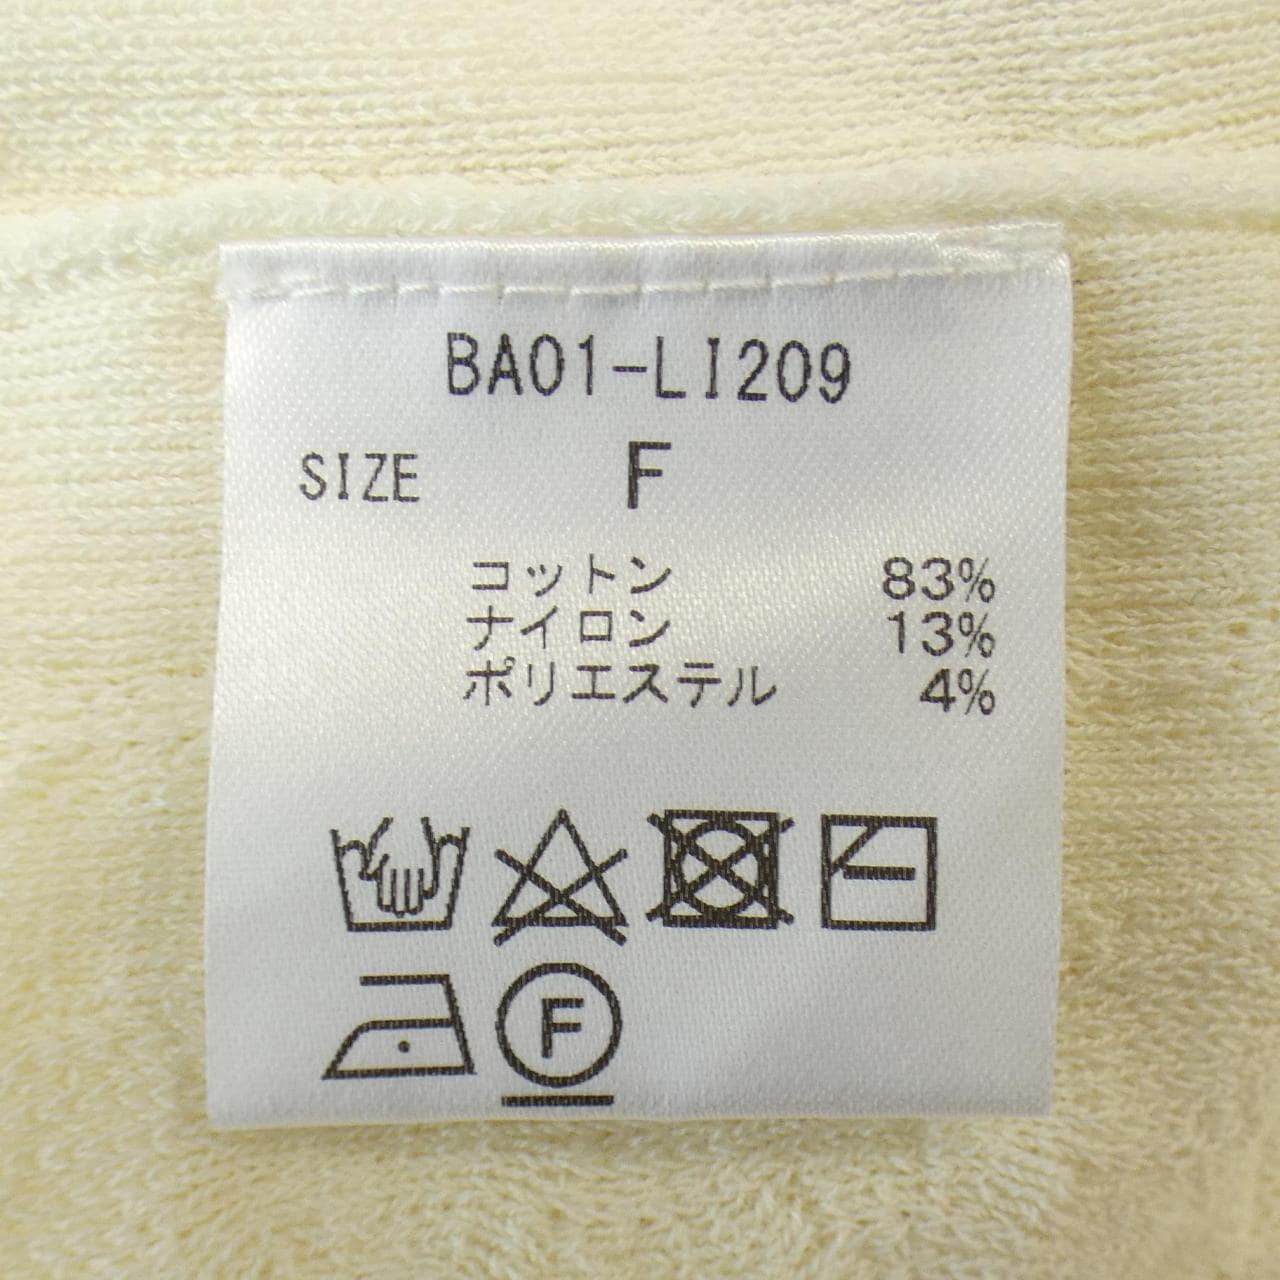 BA01-LI209
SIZE F
コットン 83%
ナイロン 13%
ポリエステル 4%
F